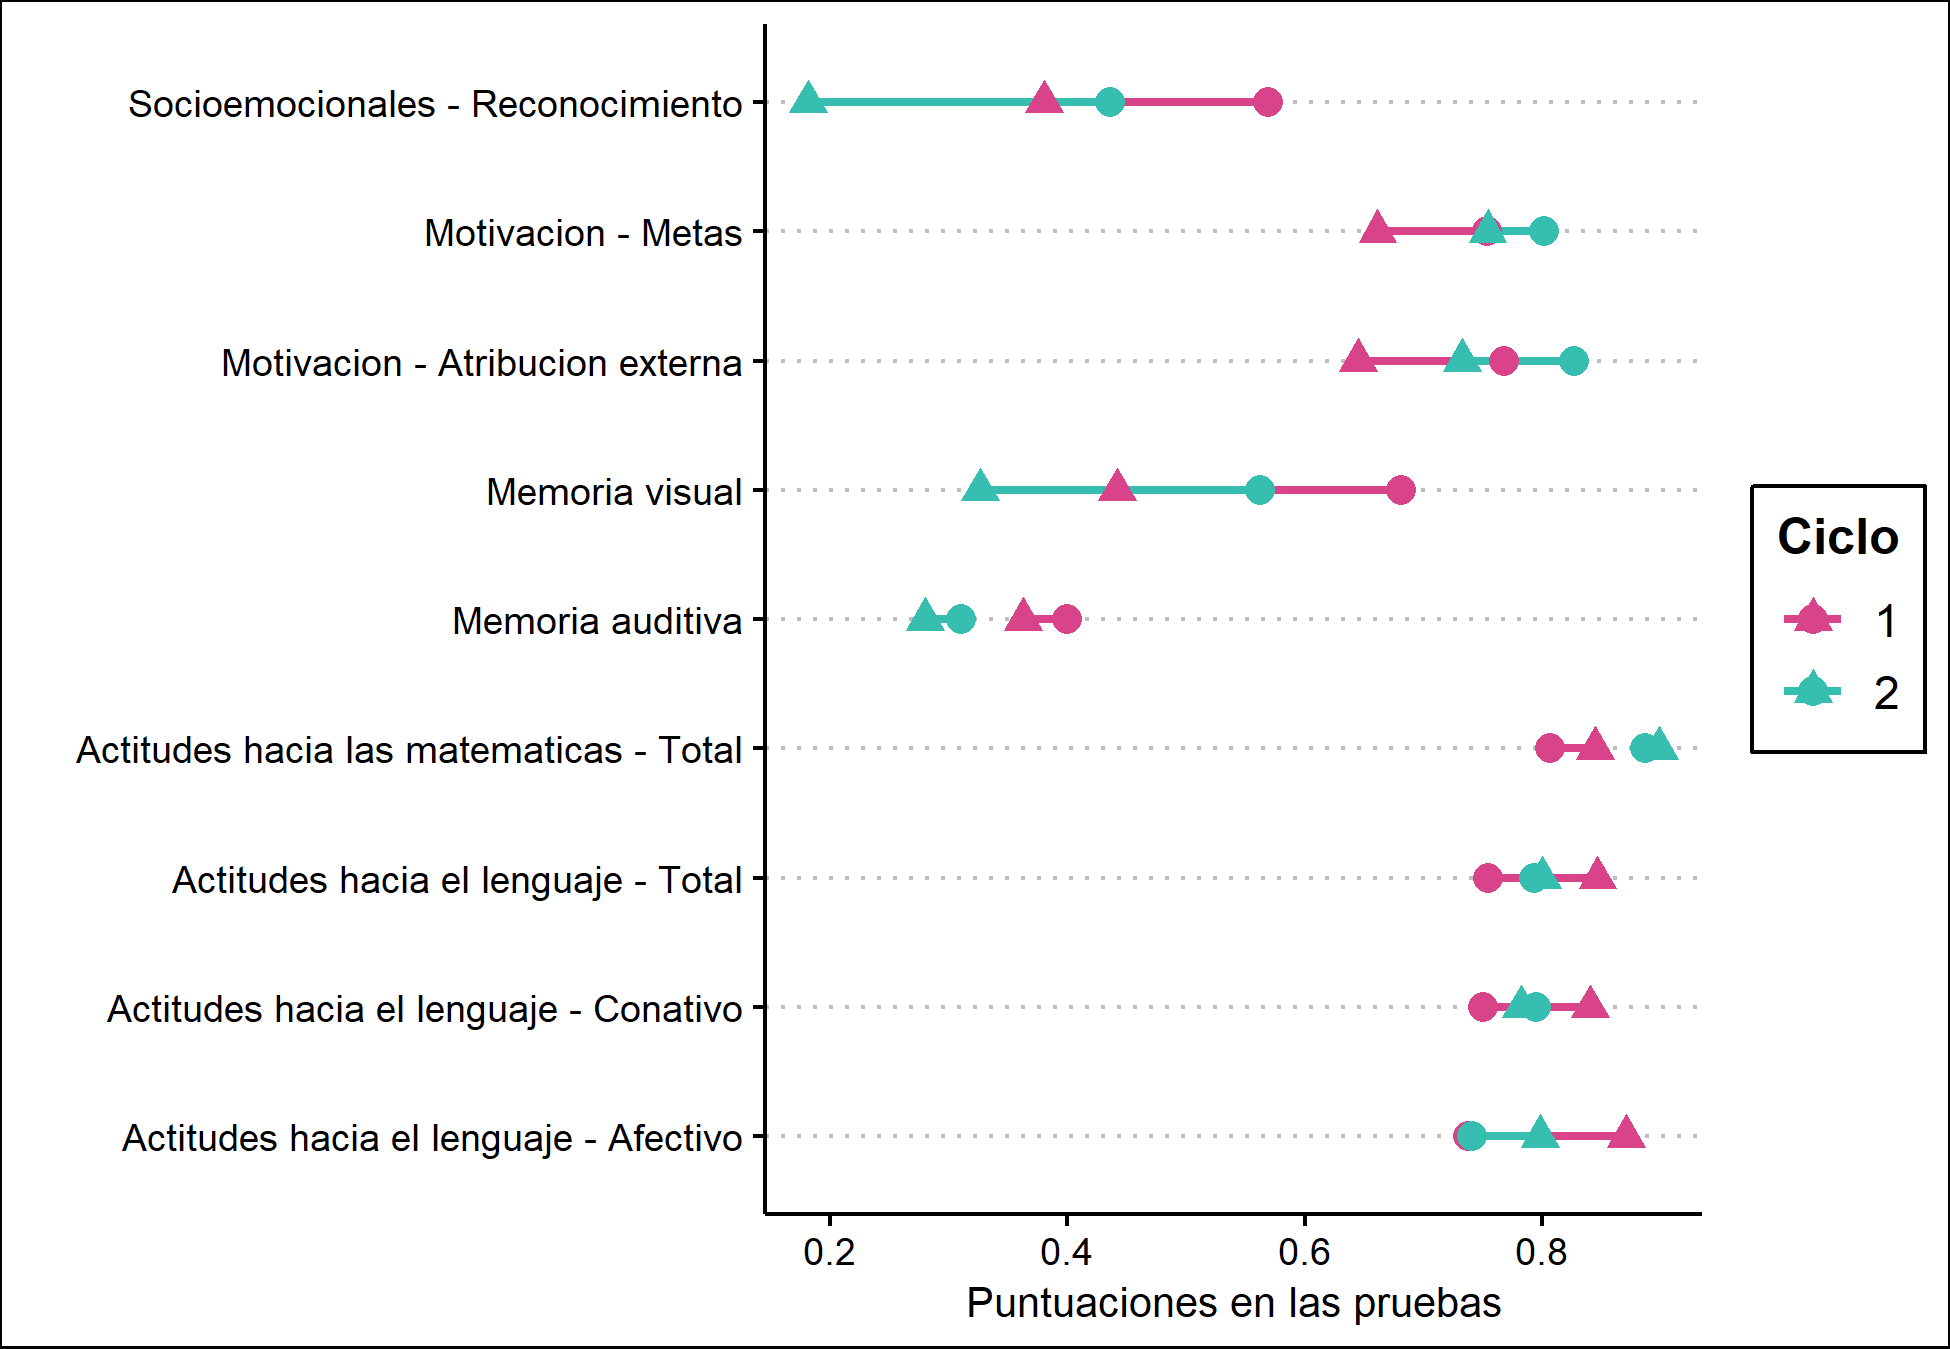 Socioemocionales - Reconocimiento
Motivacion - Metas
Motivacion - Atribucion externa
Memoria visual
Memoria auditiva
Actitudes hacia las matematicas - Total
Actitudes hacia el lenguaje - Total
Actitudes hacia el lenguaje - Conativo
Actitudes hacia el lenguaje - Afectivo
0.2 0.4 0.6 0.8
Puntuaciones en las pruebas
Ciclo
1
2